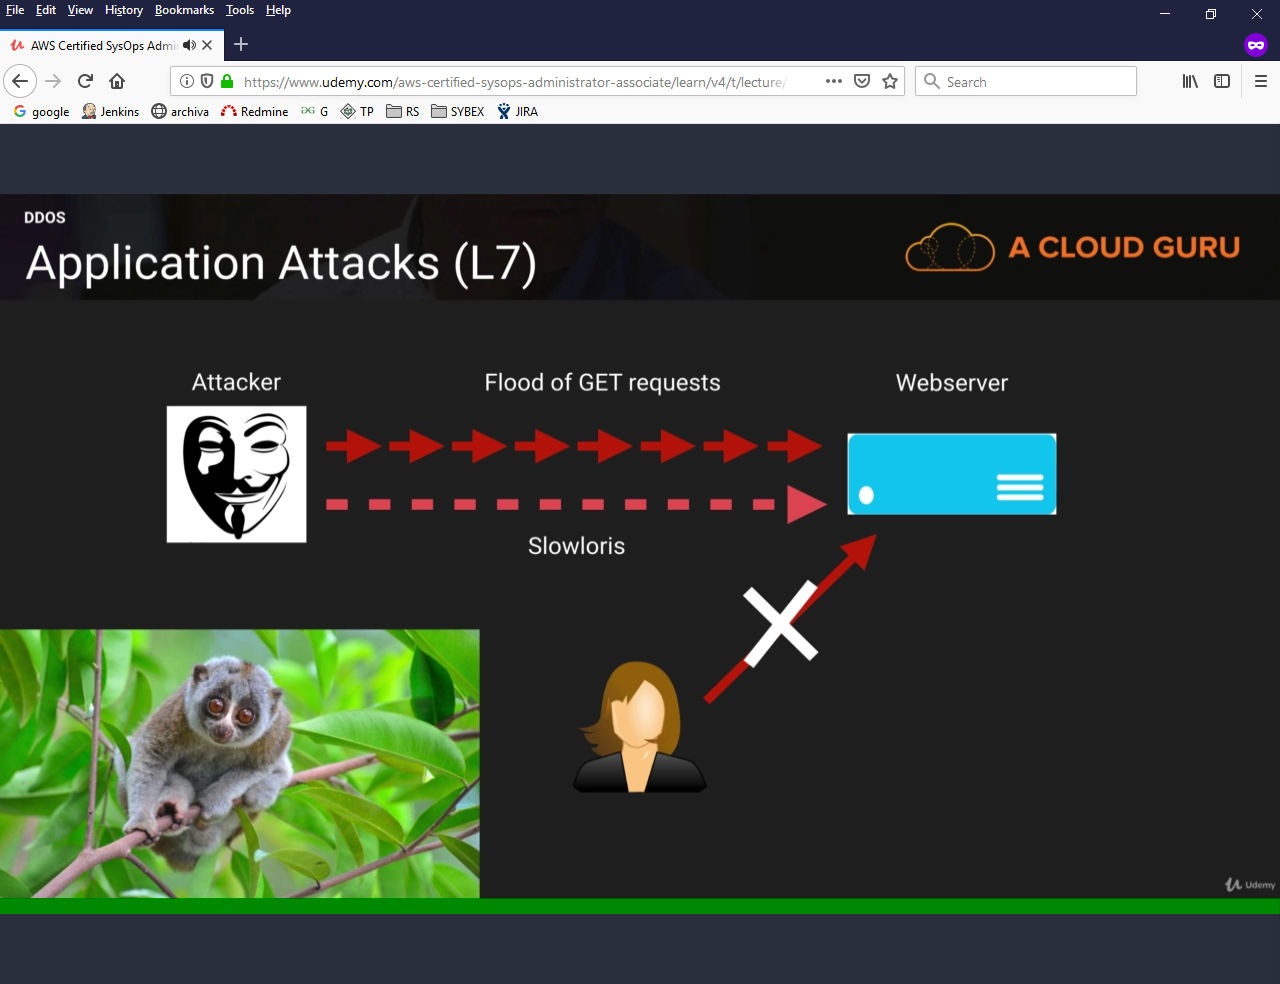 File Edit View History Bookmarks Tools Help
AWS Certified SysOps Admi
https://www.udemy.com/aws-certified-sysops-administrator-associate/learn/v4/t/lecture/
Search
google Jenkins archiva Redmine G TP RS SYBEX JIRA
DDOS
Application Attacks (L7)
A CLOUD GURU
Attacker
Flood of GET requests
Webserver
Slowloris
Udemy